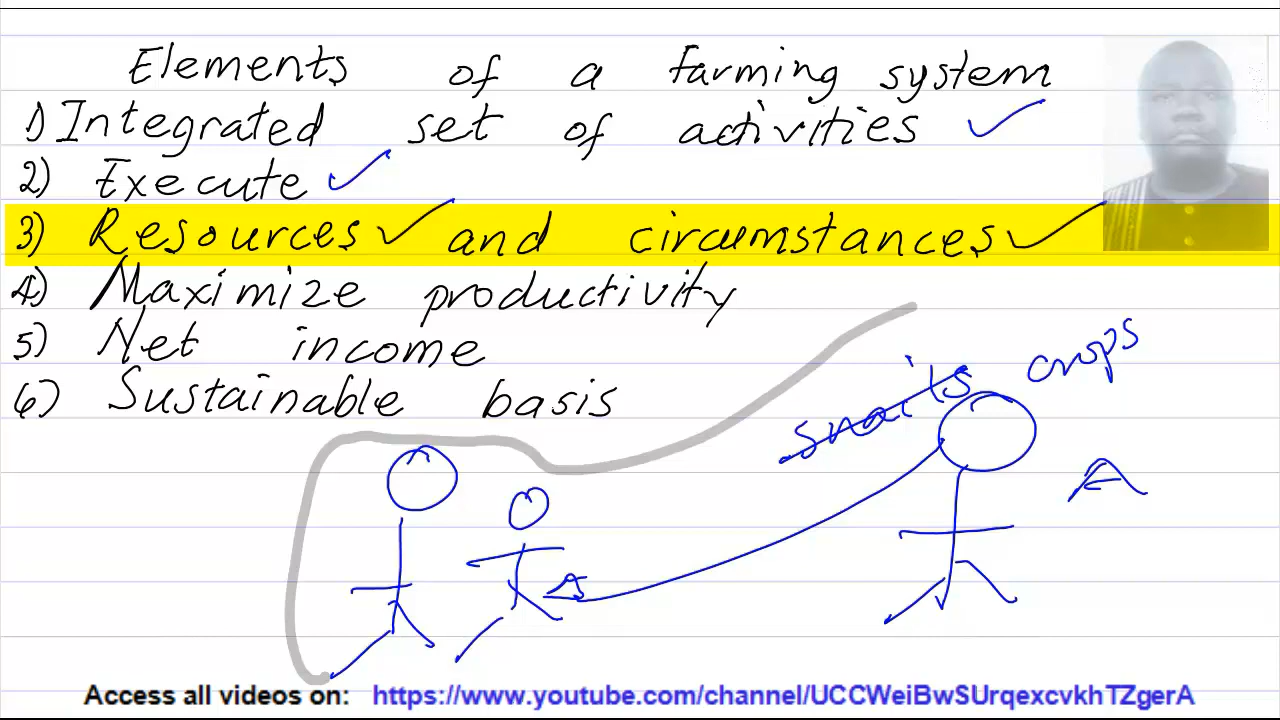 Elements of a farming system
1) Integrated set of activities
2) Execute
3) Resources and circumstances
4) Maximize productivity
5) Net income
6) Sustainable basis
snails crops
A
Access all videos on: https://www.youtube.com/channel/UCCWeiBwSUrqexcvkhTZgerA